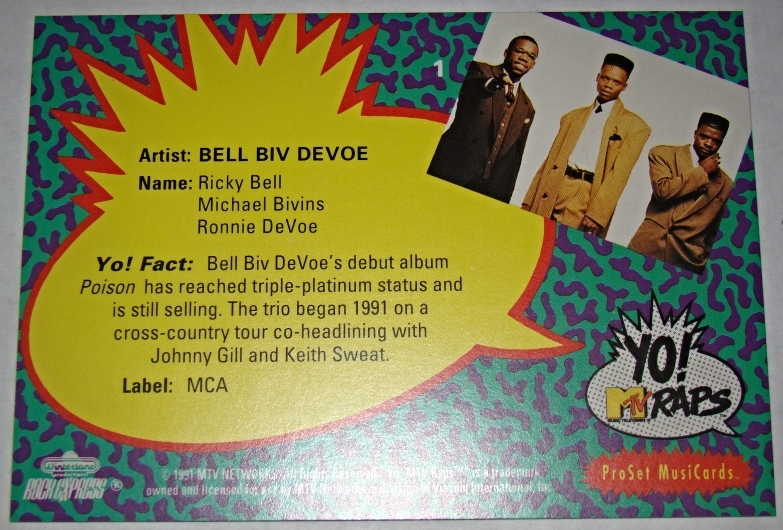 1
Artist: BELL BIV DEVOE
Name: Ricky Bell
Michael Bivins
Ronnie DeVoe
Yo! Fact: Bell Biv DeVoe's debut album
Poison has reached triple-platinum status and
is still selling. The trio began 1991 on a
cross-country tour co-headlining with
Johnny Gill and Keith Sweat.
Label: MCA
YO!
MTV RAPS
MUSIC TELEVISION
ProSet MusicCards
Winterland
ROCK EXPRESS ®
© 1991 MTV NETWORKS. All Rights Reserved. "Yo! MTV Raps" is a trademark
owned and licensed for use by MTV Networks, a division of Viacom International, Inc.